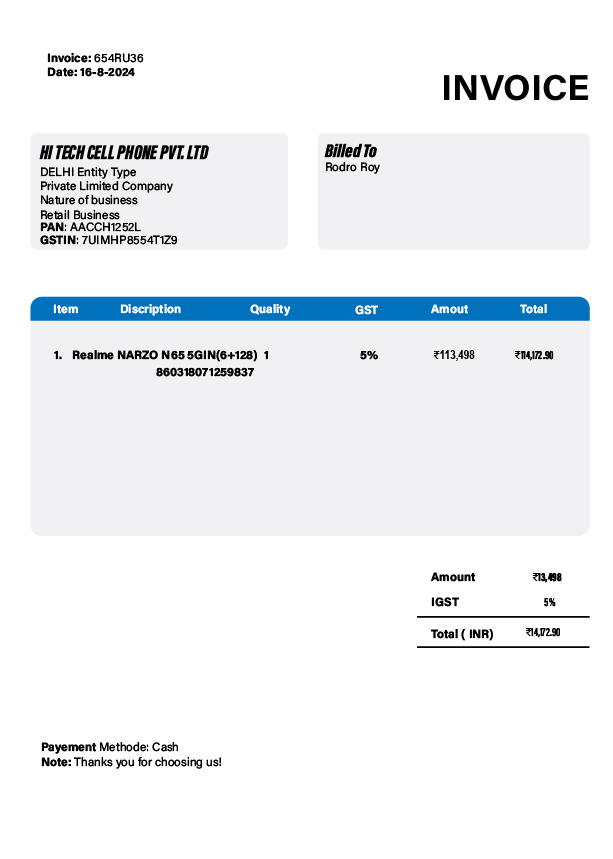 Invoice: 654RU36
Date: 16-8-2024
INVOICE
HI TECH CELL PHONE PVT. LTD
DELHI Entity Type
Private Limited Company
Nature of business
Retail Business
PAN: AACCH1252L
GSTIN: 7UIMHP8554T1Z9
Billed To
Rodro Roy
Item Discription Quality GST Amout Total
1. Realme NARZO N65 5GIN(6+128) 1 5% ₹113,498 ₹114,172.90
860318071259837
Amount ₹13,498
IGST 5%
Total ( INR) ₹14,172.90
Payement Methode: Cash
Note: Thanks you for choosing us!